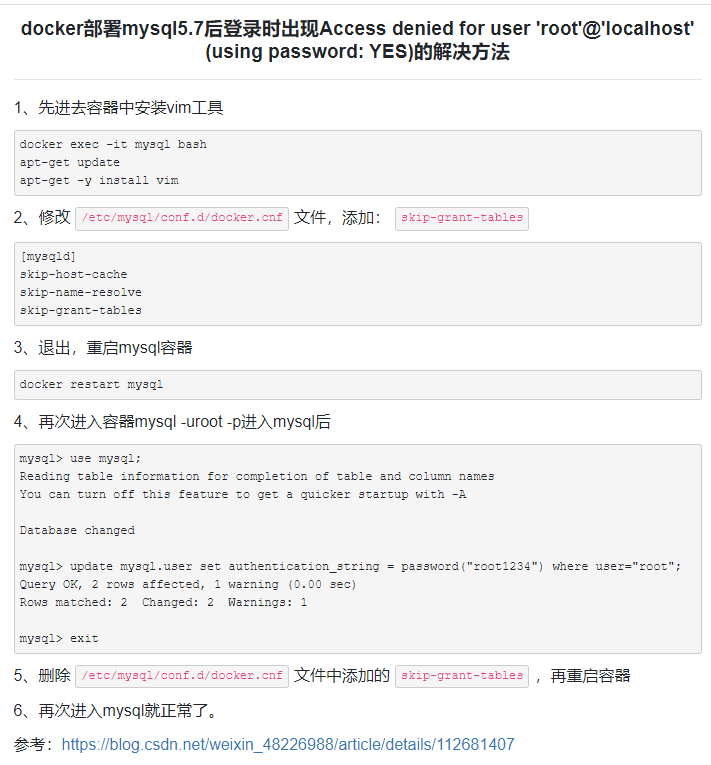 docker部署mysql5.7后登录时出现Access denied for user 'root'@'localhost'
(using password: YES)的解决方法
1、先进去容器中安装vim工具
docker exec -it mysql bash
apt-get update
apt-get -y install vim
2、修改 /etc/mysql/conf.d/docker.cnf 文件，添加： skip-grant-tables
[mysqld]
skip-host-cache
skip-name-resolve
skip-grant-tables
3、退出，重启mysql容器
docker restart mysql
4、再次进入容器mysql -uroot -p进入mysql后
mysql> use mysql;
Reading table information for completion of table and column names
You can turn off this feature to get a quicker startup with -A
Database changed
mysql> update mysql.user set authentication_string = password("root1234") where user="root";
Query OK, 2 rows affected, 1 warning (0.00 sec)
Rows matched: 2  Changed: 2  Warnings: 1
mysql> exit
5、删除 /etc/mysql/conf.d/docker.cnf 文件中添加的 skip-grant-tables ，再重启容器
6、再次进入mysql就正常了。
参考：https://blog.csdn.net/weixin_48226988/article/details/112681407